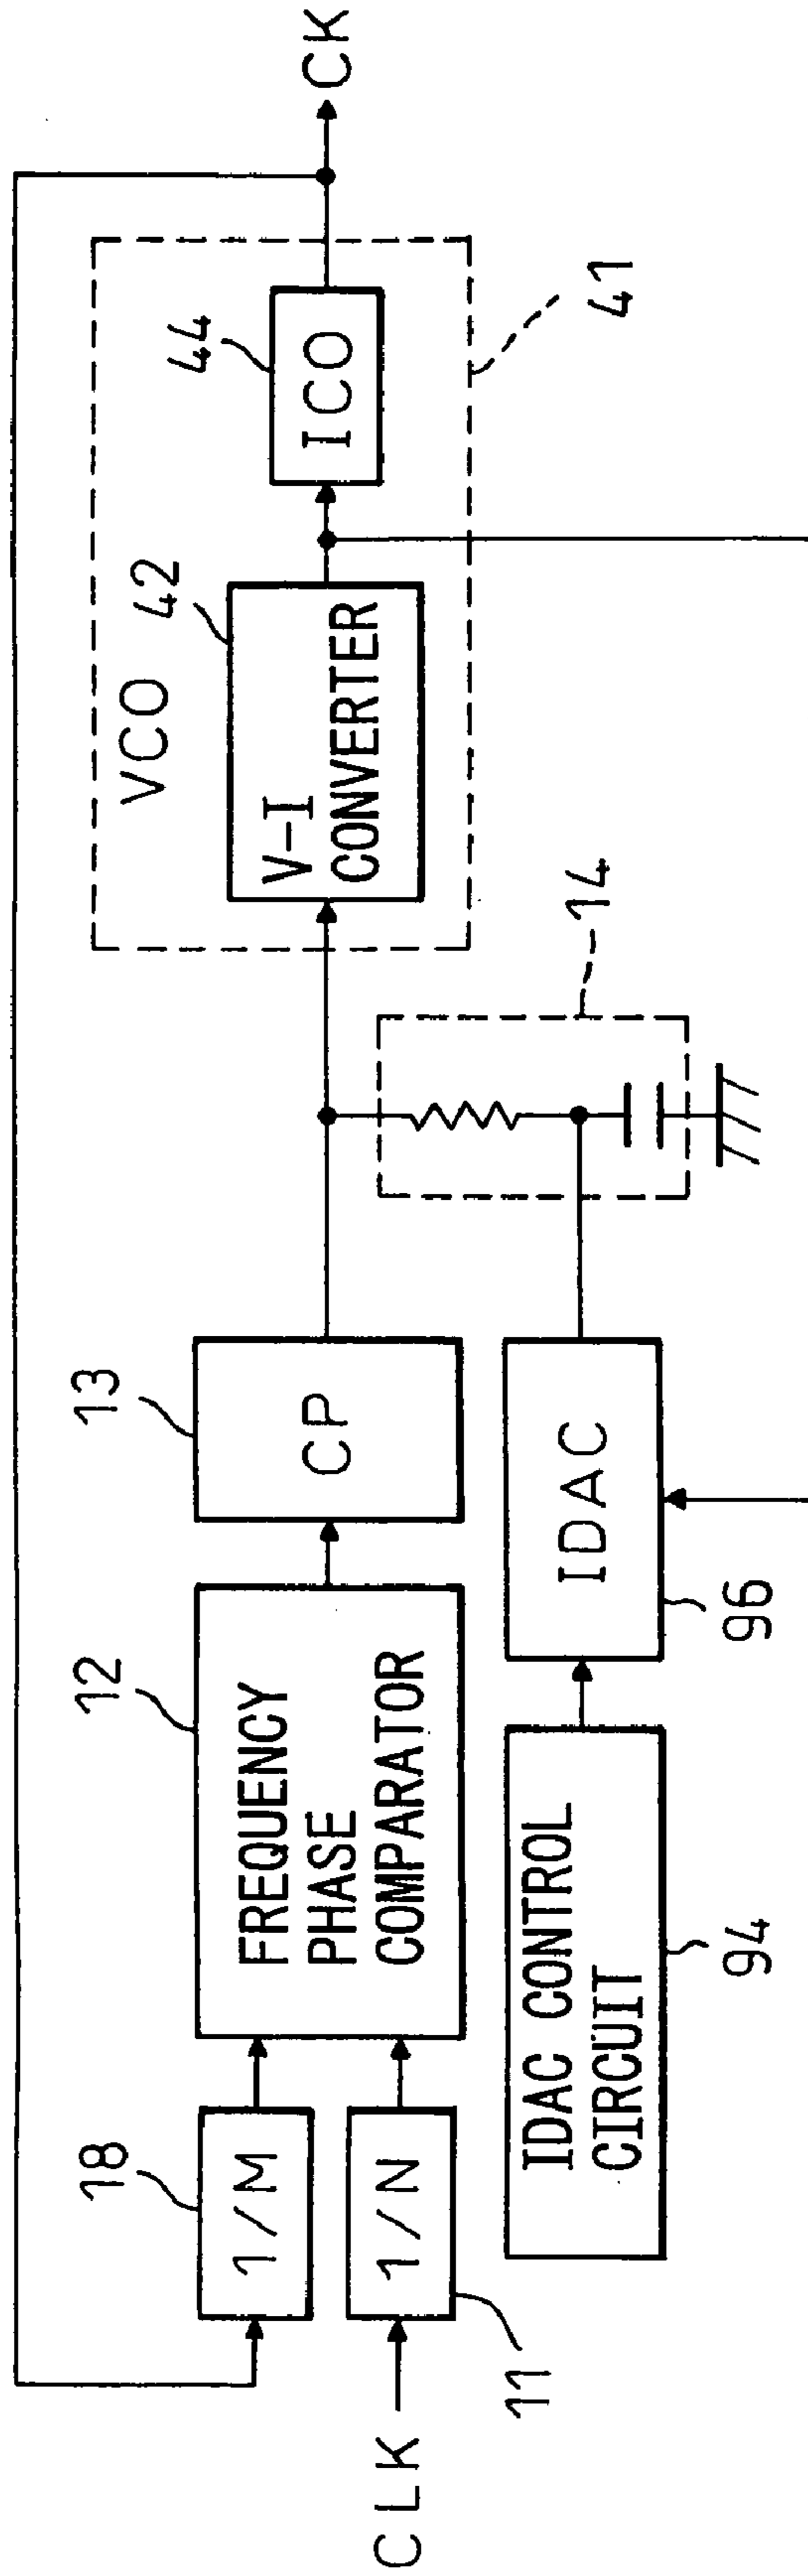 CLK
11
1/N
18
1/M
12
FREQUENCY
PHASE
COMPARATOR
13
CP
14
VCO
42
V-I
CONVERTER
44
ICO
41
CK
IDAC CONTROL
CIRCUIT
94
IDAC
96